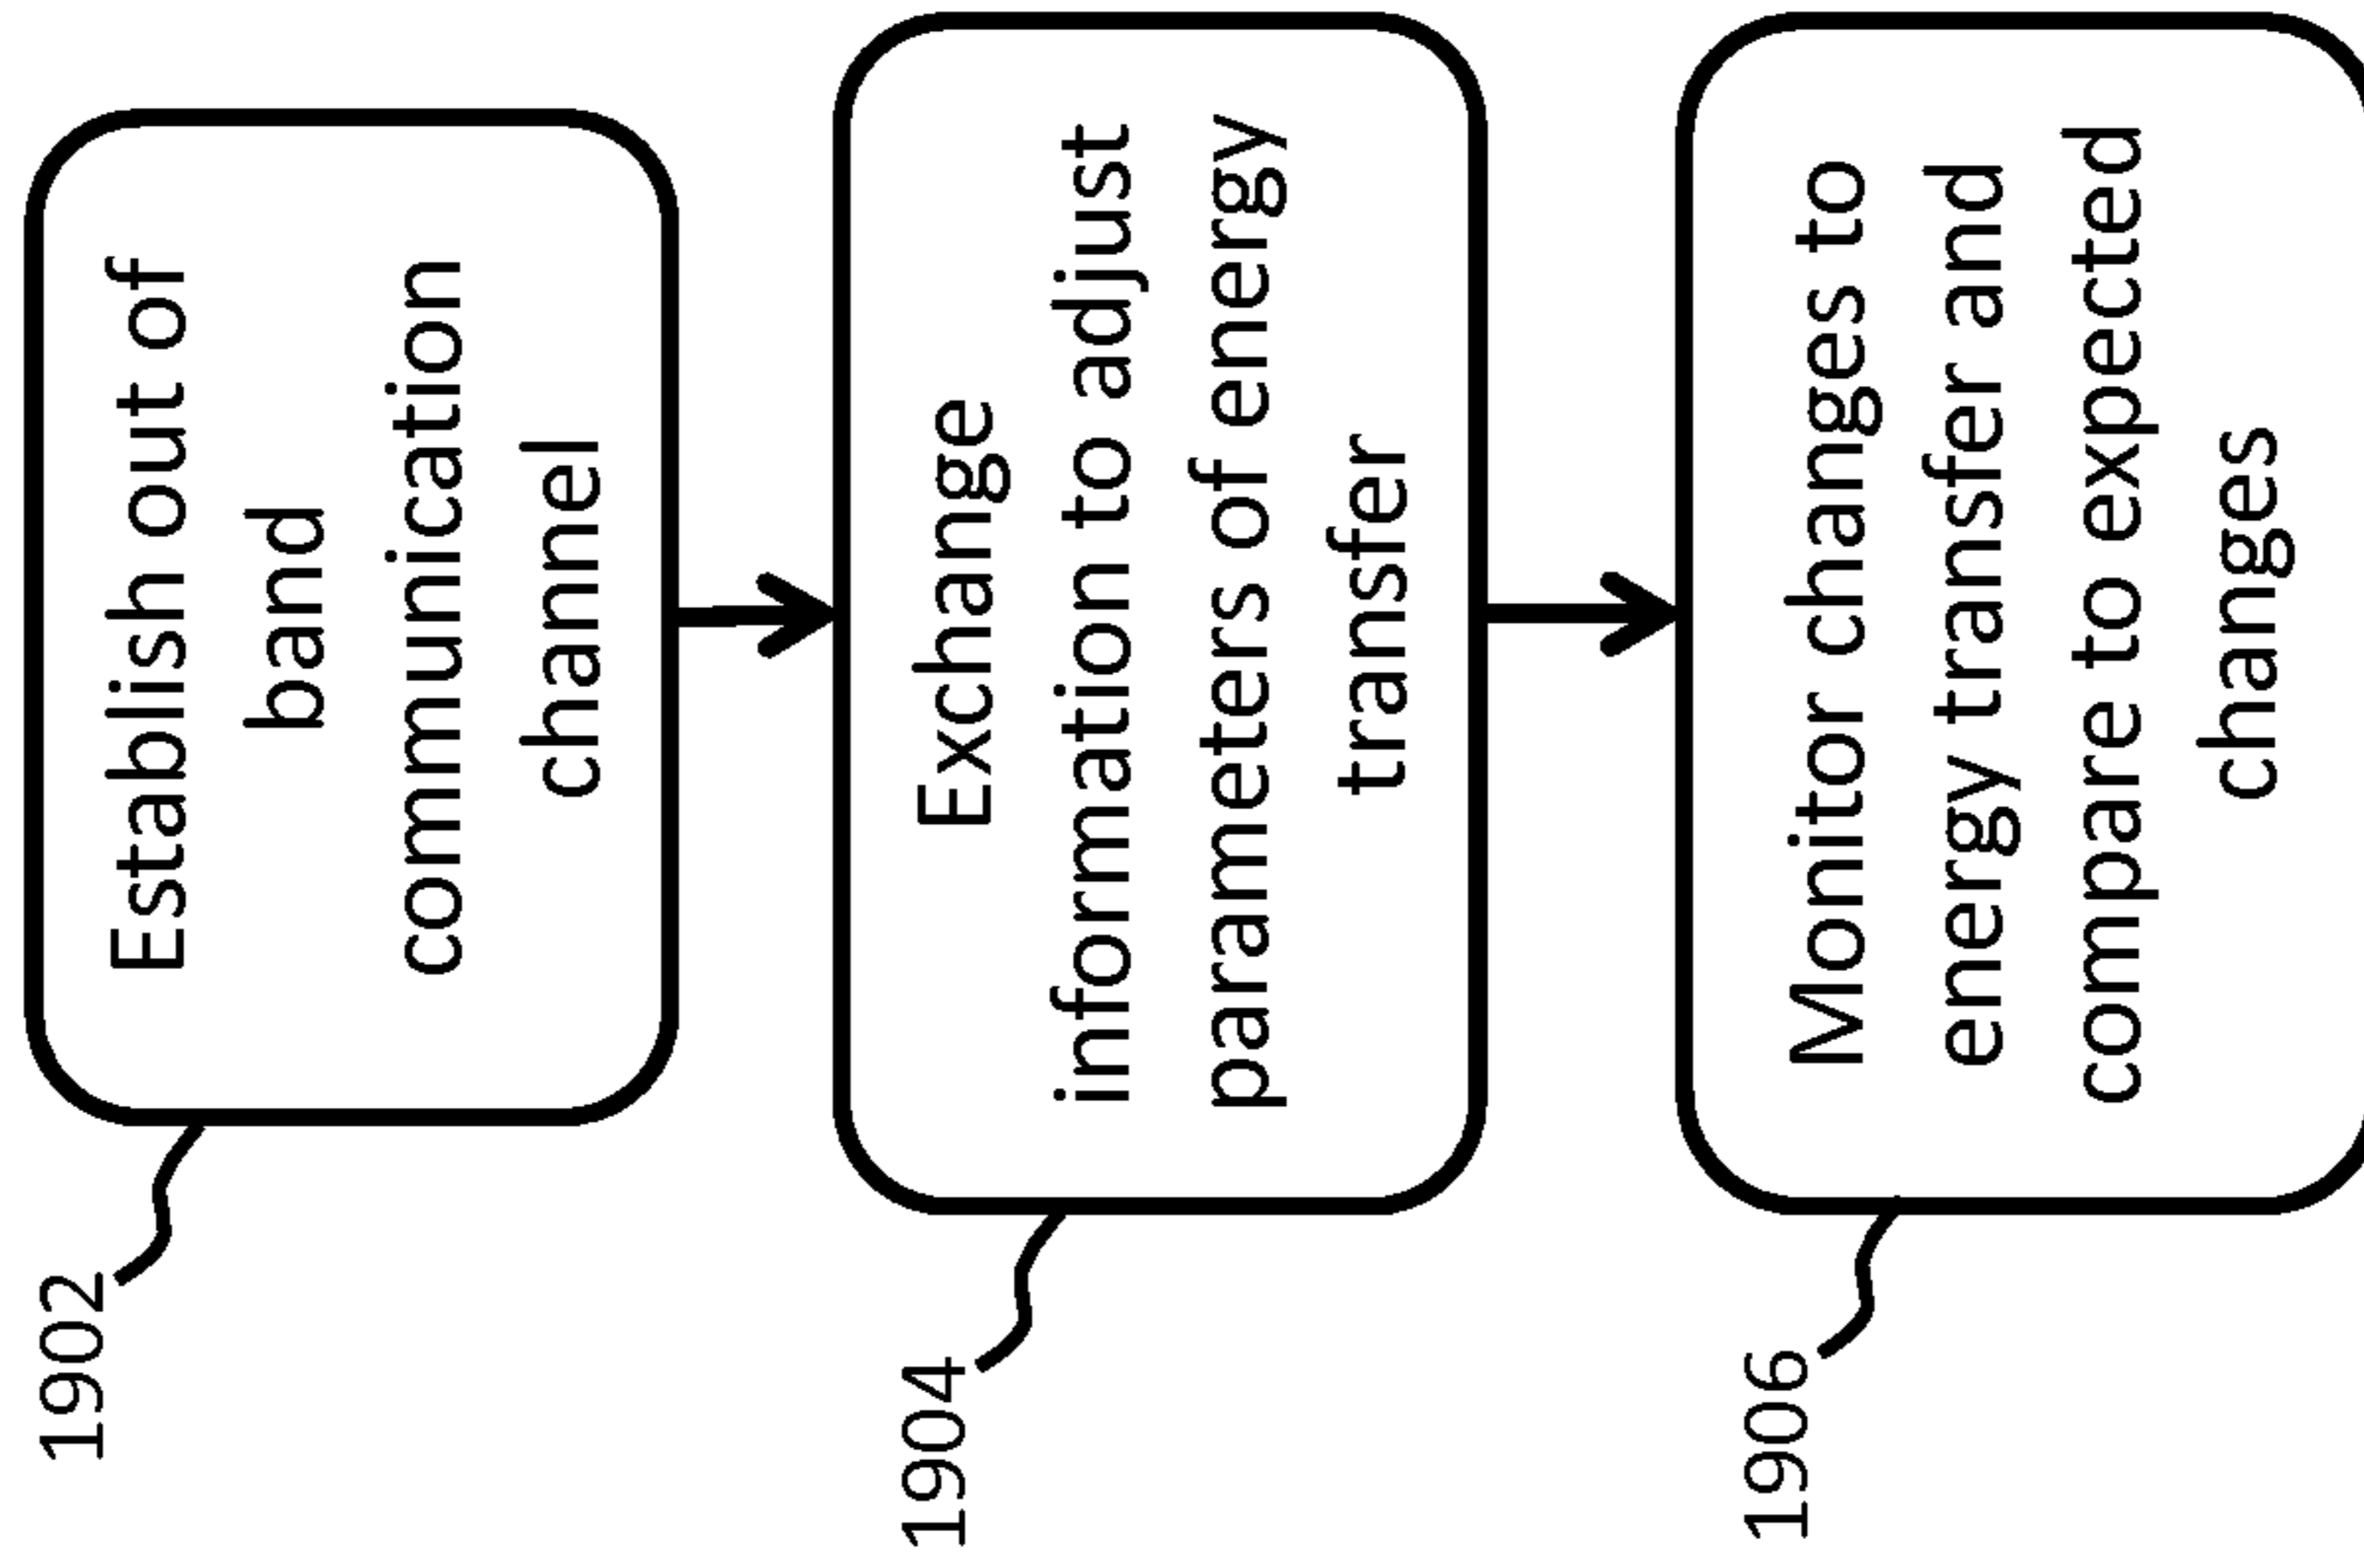 1902
Establish out of
band
communication
channel
1904
Exchange
information to adjust
parameters of energy
transfer
1906
Monitor changes to
energy transfer and
compare to expected
changes